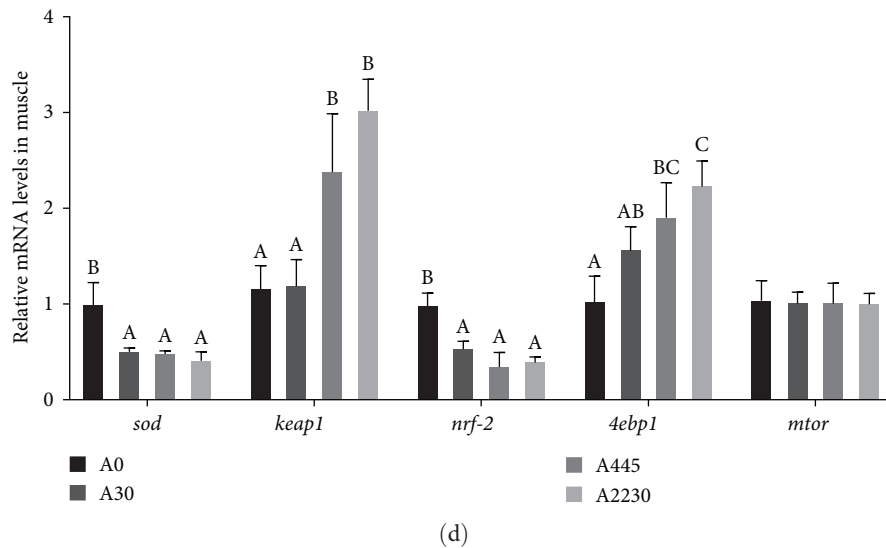 Relative mRNA levels in muscle
4
3
2
1
0
B
A
A
A
A
A
B
B
B
A
A
A
A
AB
BC
C
sod
keap1
nrf-2
4ebp1
mtor
A0
A30
A445
A2230
(d)